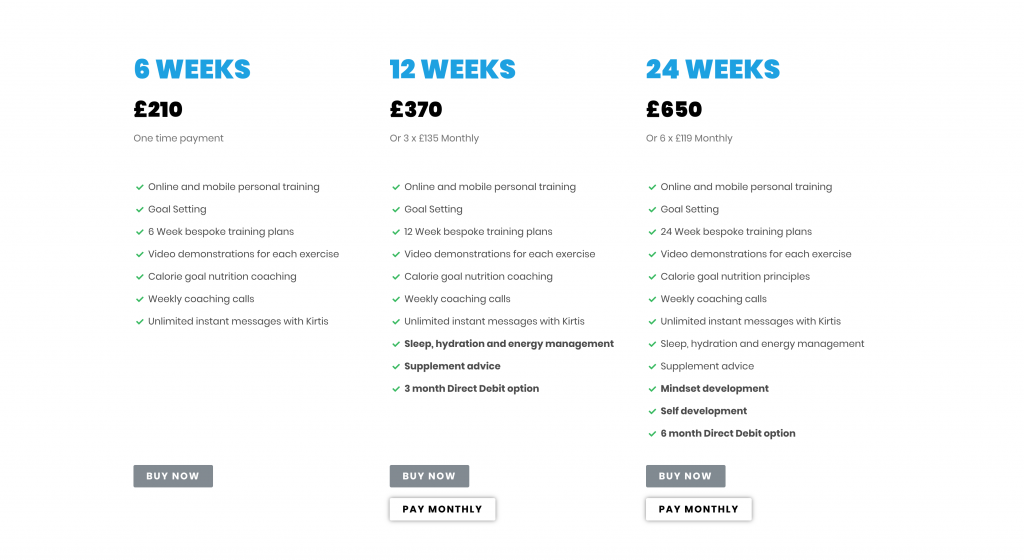 6 WEEKS
£210
One time payment
Online and mobile personal training
Goal Setting
6 Week bespoke training plans
Video demonstrations for each exercise
Calorie goal nutrition coaching
Weekly coaching calls
Unlimited instant messages with Kirtis
BUY NOW
12 WEEKS
£370
Or 3 x £135 Monthly
Online and mobile personal training
Goal Setting
12 Week bespoke training plans
Video demonstrations for each exercise
Calorie goal nutrition coaching
Weekly coaching calls
Unlimited instant messages with Kirtis
Sleep, hydration and energy management
Supplement advice
3 month Direct Debit option
BUY NOW
PAY MONTHLY
24 WEEKS
£650
Or 6 x £119 Monthly
Online and mobile personal training
Goal Setting
24 Week bespoke training plans
Video demonstrations for each exercise
Calorie goal nutrition principles
Weekly coaching calls
Unlimited instant messages with Kirtis
Sleep, hydration and energy management
Supplement advice
Mindset development
Self development
6 month Direct Debit option
BUY NOW
PAY MONTHLY